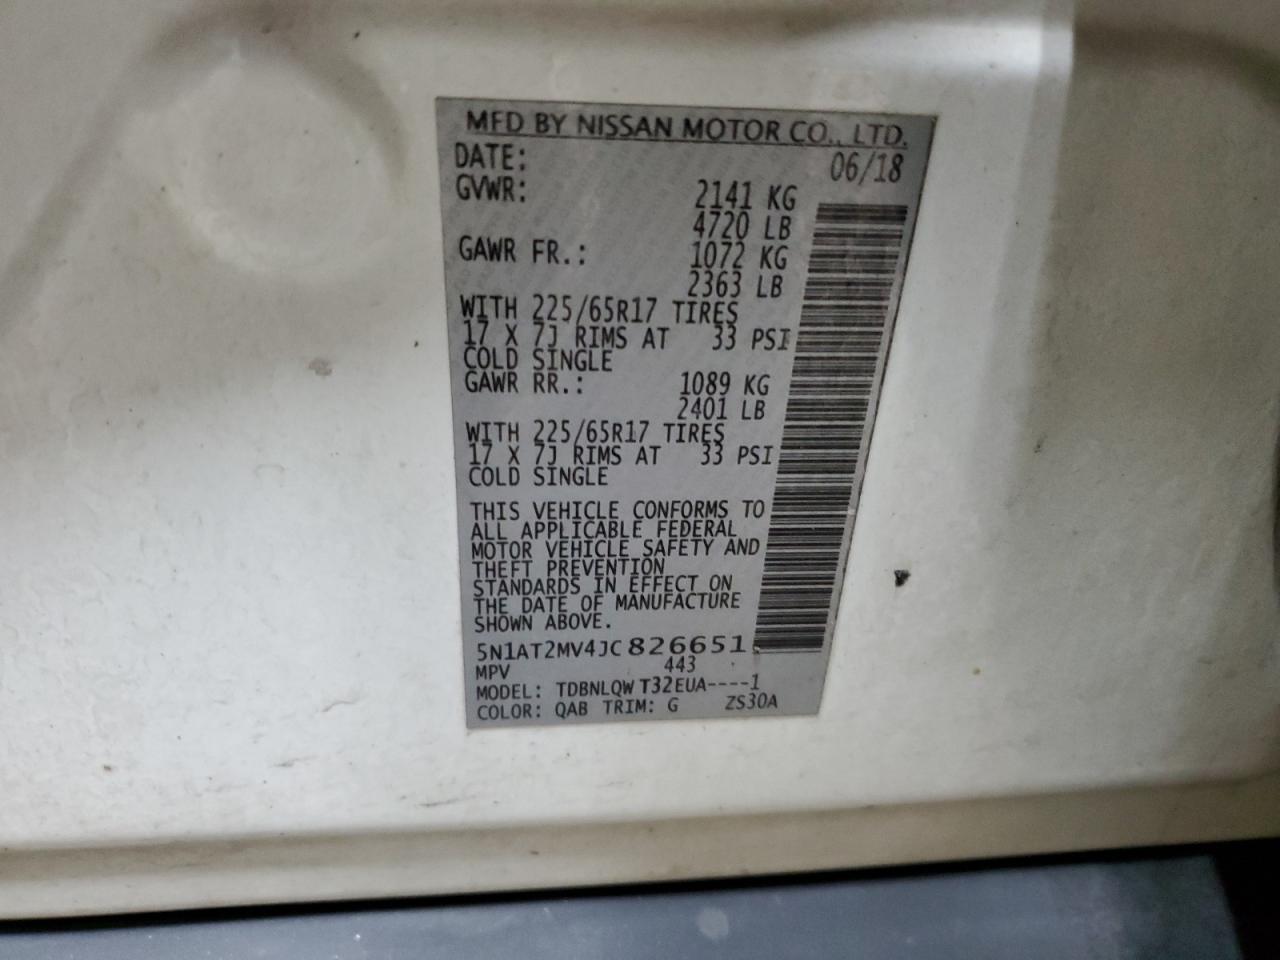 MFD BY NISSAN MOTOR CO., LTD.
DATE: 06/18
GVWR: 2141 KG
4720 LB
GAWR FR.: 1072 KG
2363 LB
WITH 225/65R17 TIRES
17 X 7J RIMS AT 33 PSI
COLD SINGLE
GAWR RR.: 1089 KG
2401 LB
WITH 225/65R17 TIRES
17 X 7J RIMS AT 33 PSI
COLD SINGLE
THIS VEHICLE CONFORMS TO
ALL APPLICABLE FEDERAL
MOTOR VEHICLE SAFETY AND
THEFT PREVENTION
STANDARDS IN EFFECT ON
THE DATE OF MANUFACTURE
SHOWN ABOVE.
5N1AT2MV4JC826651
MPV 443
MODEL: TDBNLQW T32EUA----1
COLOR: QAB TRIM: G ZS30A